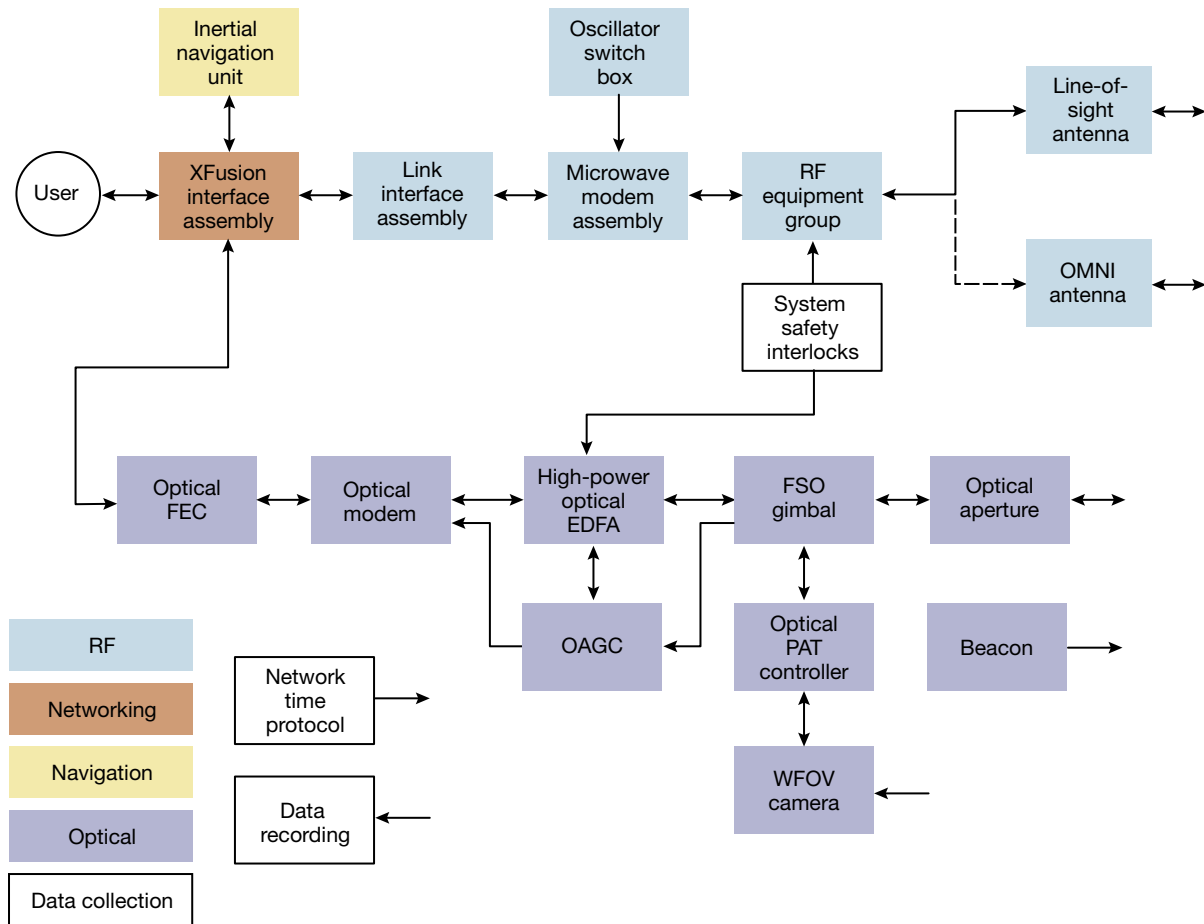 Inertial
navigation
unit
Oscillator
switch
box
Line-of-
sight
antenna
User
XFusion
interface
assembly
Link
interface
assembly
Microwave
modem
assembly
RF
equipment
group
OMNI
antenna
System
safety
interlocks
Optical
FEC
Optical
modem
High-power
optical
EDFA
FSO
gimbal
Optical
aperture
OAGC
Optical
PAT
controller
Beacon
WFOV
camera
RF
Networking
Navigation
Optical
Data collection
Network
time
protocol
Data
recording